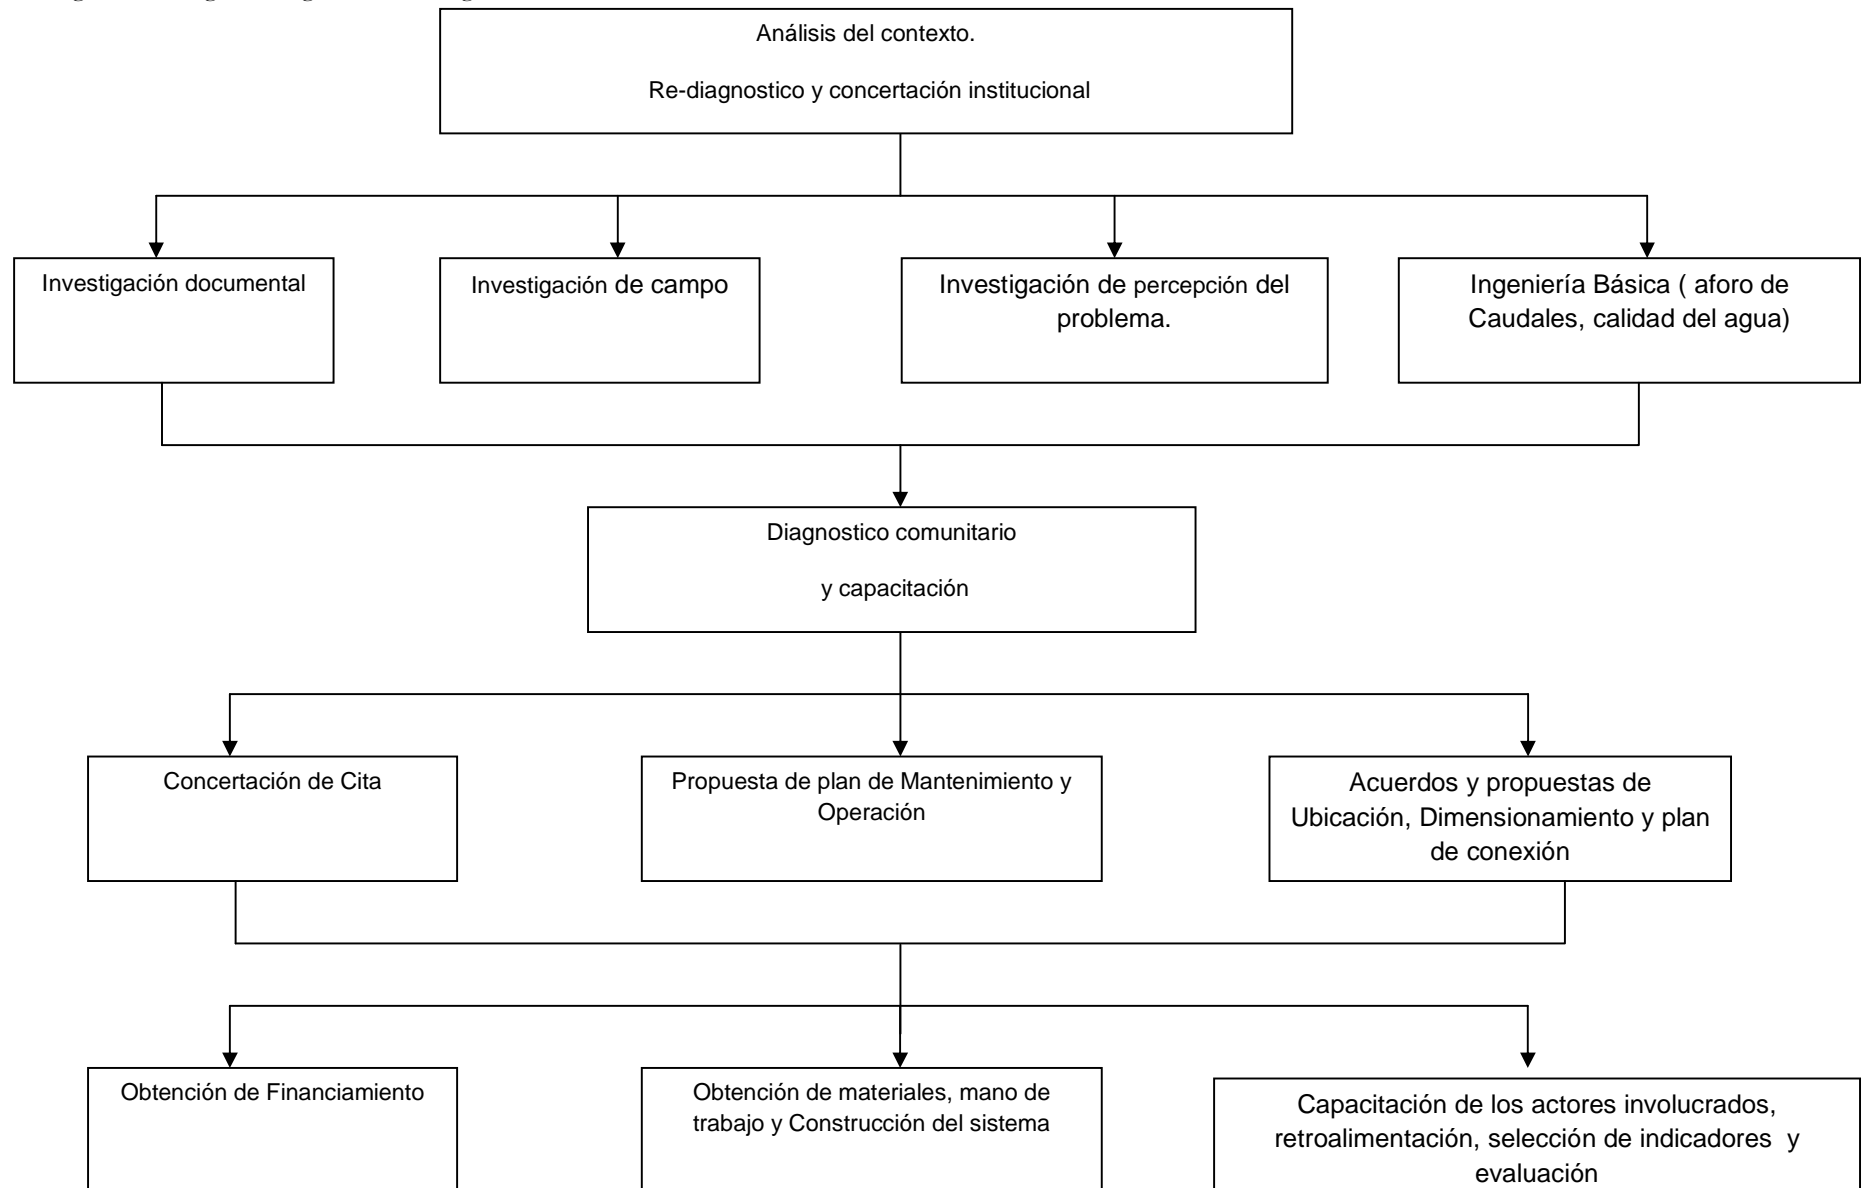 Análisis del contexto.
Re-diagnostico y concertación institucional
Investigación documental
Investigación de campo
Investigación de percepción del
problema.
Ingeniería Básica ( aforo de
Caudales, calidad del agua)
Diagnostico comunitario
y capacitación
Concertación de Cita
Propuesta de plan de Mantenimiento y
Operación
Acuerdos y propuestas de
Ubicación, Dimensionamiento y plan
de conexión
Obtención de Financiamiento
Obtención de materiales, mano de
trabajo y Construcción del sistema
Capacitación de los actores involucrados,
retroalimentación, selección de indicadores  y
evaluación